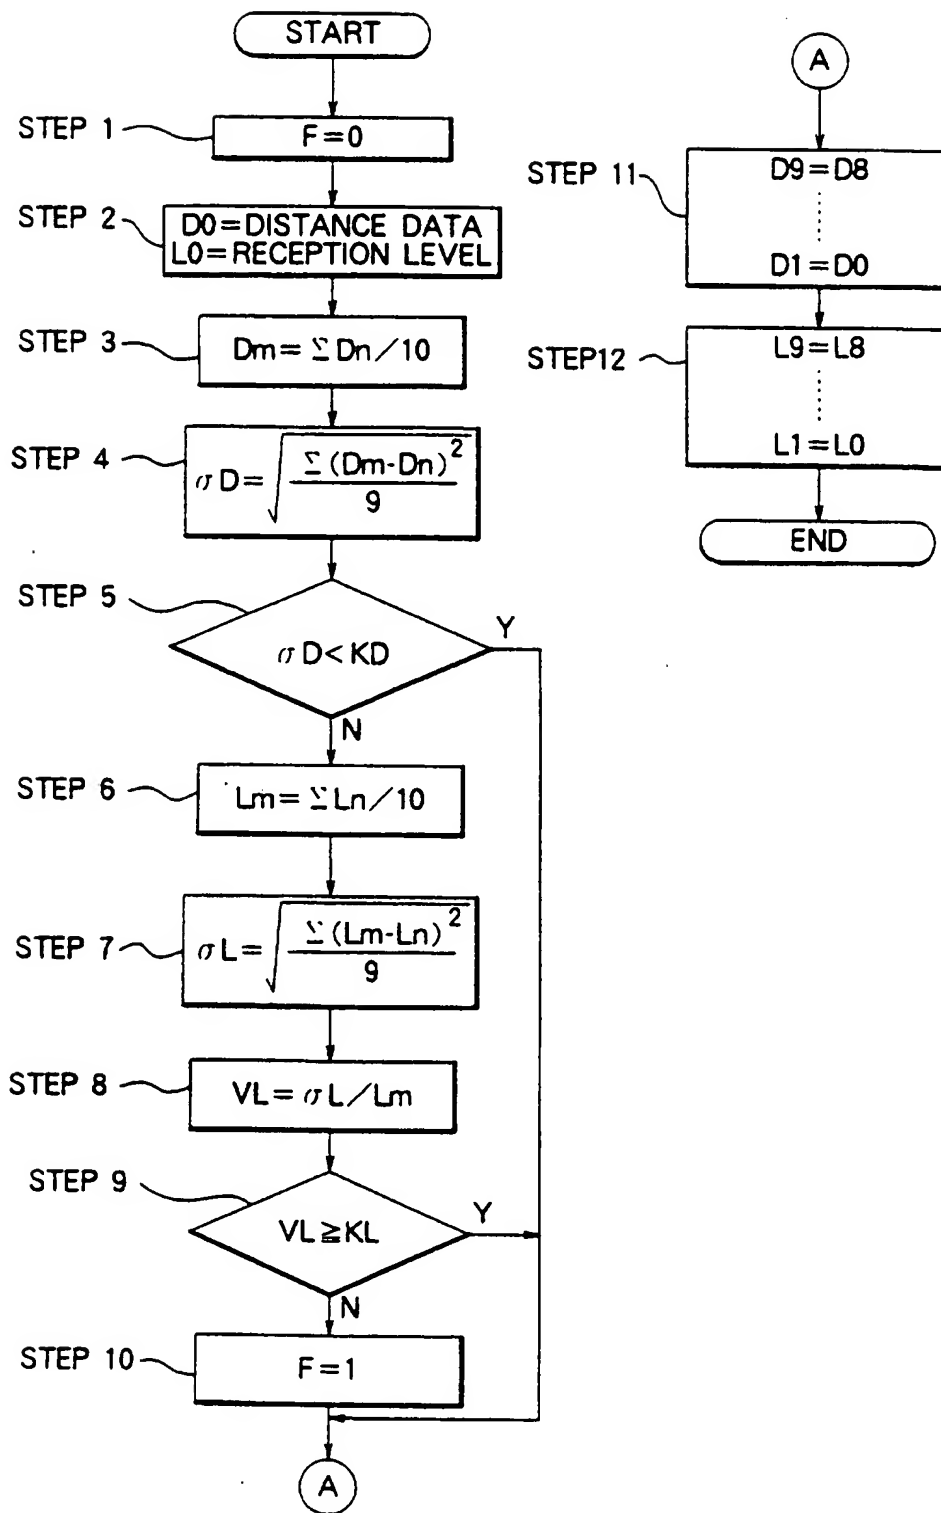 START
STEP 1
F=0
STEP 2
D0=DISTANCE DATA
L0=RECEPTION LEVEL
STEP 3
Dm=ΣDn/10
STEP 4
σD=√(Σ(Dm-Dn)²/9)
STEP 5
σD<KD
Y
N
STEP 6
Lm=ΣLn/10
STEP 7
σL=√(Σ(Lm-Ln)²/9)
STEP 8
VL=σL/Lm
STEP 9
VL≧KL
Y
N
STEP 10
F=1
A
A
STEP 11
D9=D8
D1=D0
STEP12
L9=L8
L1=L0
END